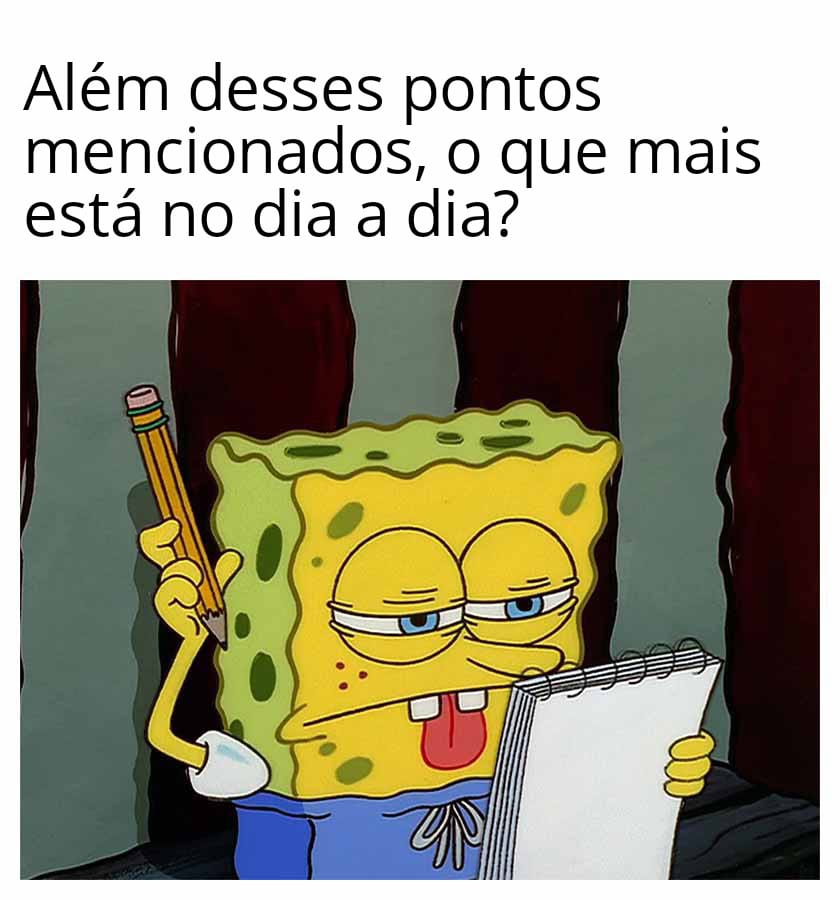 Além desses pontos
mencionados, o que mais
está no dia a dia?